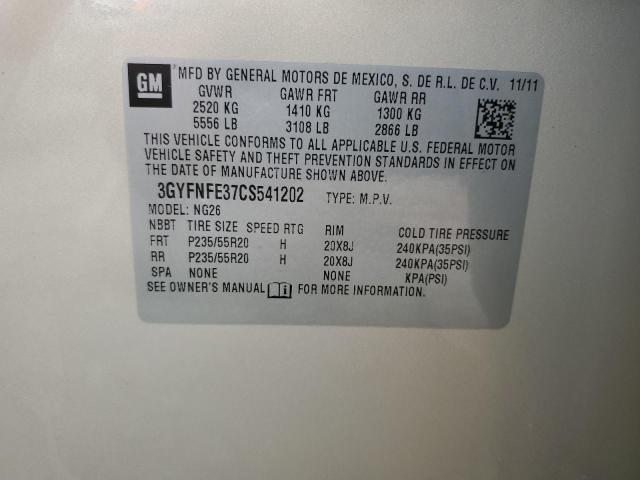 GM
MFD BY GENERAL MOTORS DE MEXICO, S. DE R.L. DE C.V. 11/11
GVWR GAWR FRT GAWR RR
2520 KG 1410 KG 1300 KG
5556 LB 3108 LB 2866 LB
THIS VEHICLE CONFORMS TO ALL APPLICABLE U.S. FEDERAL MOTOR
VEHICLE SAFETY AND THEFT PREVENTION STANDARDS IN EFFECT ON
THE DATE OF MANUFACTURE SHOWN ABOVE.
3GYFNFE37CS541202 TYPE: M.P.V.
MODEL: NG26
NBBT TIRE SIZE SPEED RTG RIM COLD TIRE PRESSURE
FRT P235/55R20 H 20X8J 240KPA(35PSI)
RR P235/55R20 H 20X8J 240KPA(35PSI)
SPA NONE NONE KPA(PSI)
SEE OWNER'S MANUAL FOR MORE INFORMATION.